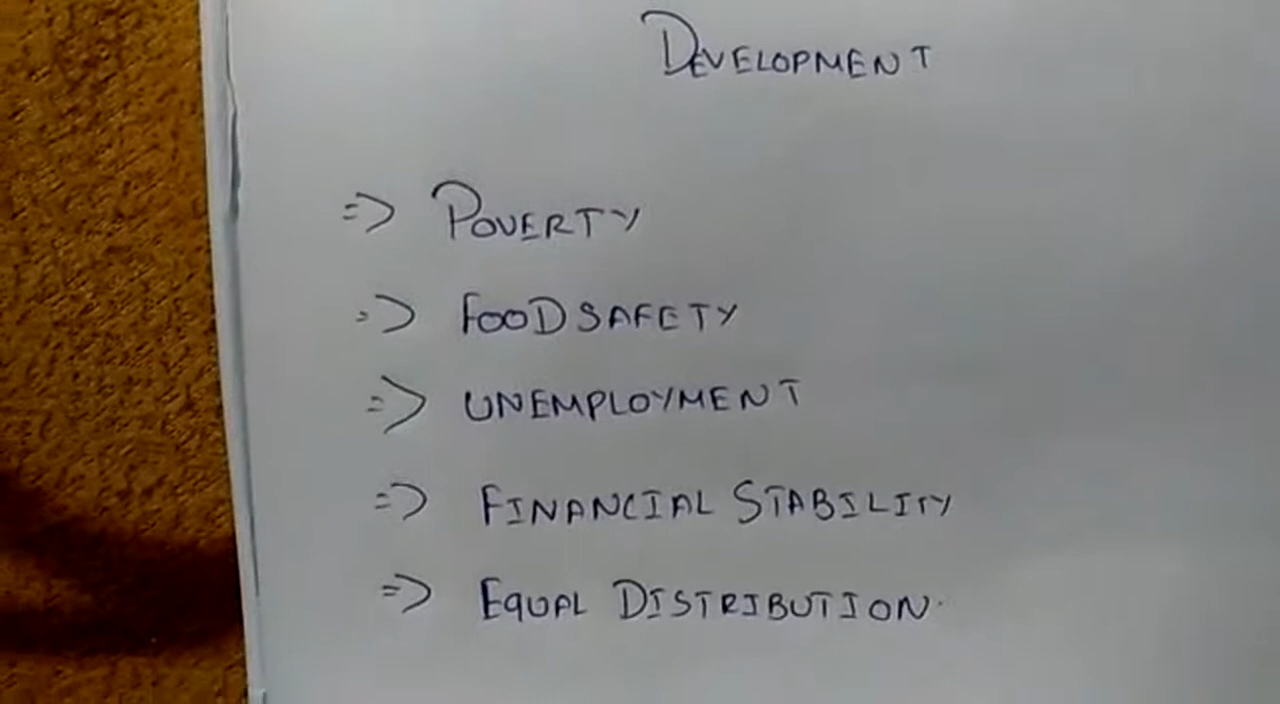 DEVELOPMENT
=> POVERTY
=> FOOD SAFETY
=> UNEMPLOYMENT
=> FINANCIAL STABILITY
=> EQUAL DISTRIBUTION.